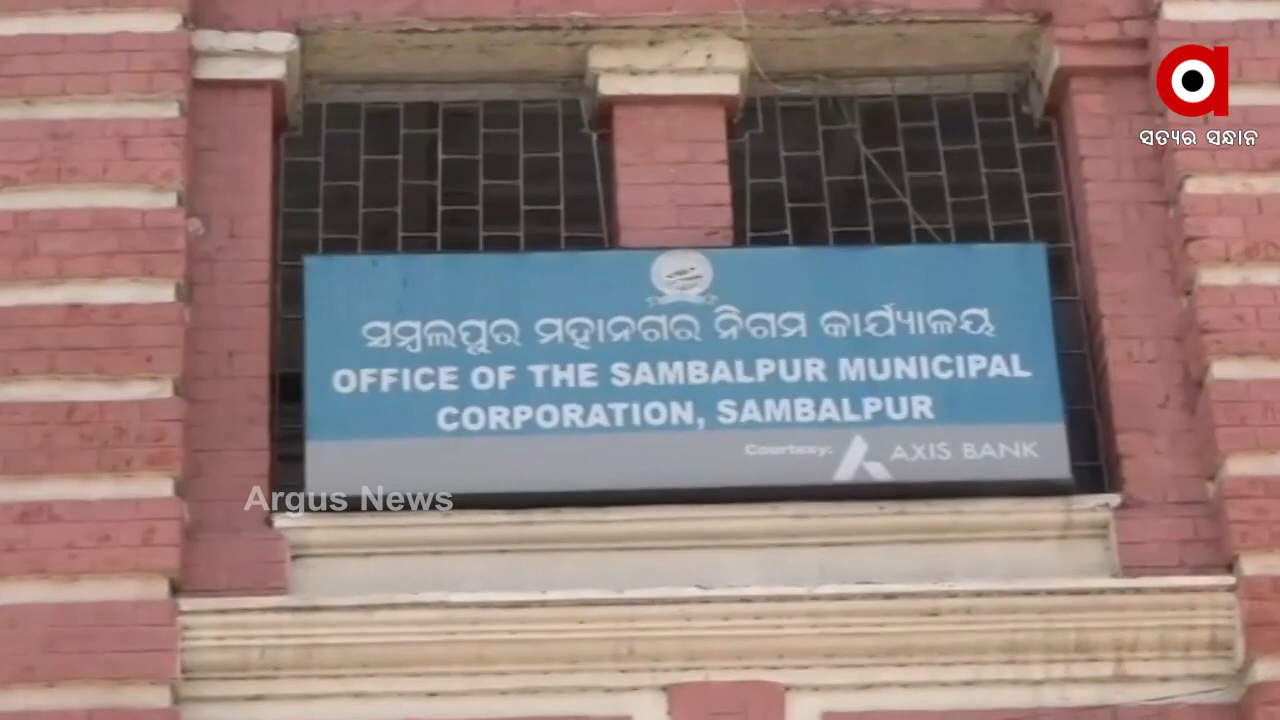 ସତ୍ୟର ସନ୍ଧାନ
ସମ୍ବଲପୁର ମହାନଗର ନିଗମ କାର୍ଯ୍ୟାଳୟ
OFFICE OF THE SAMBALPUR MUNICIPAL
CORPORATION, SAMBALPUR
Courtesy: AXIS BANK
Argus News